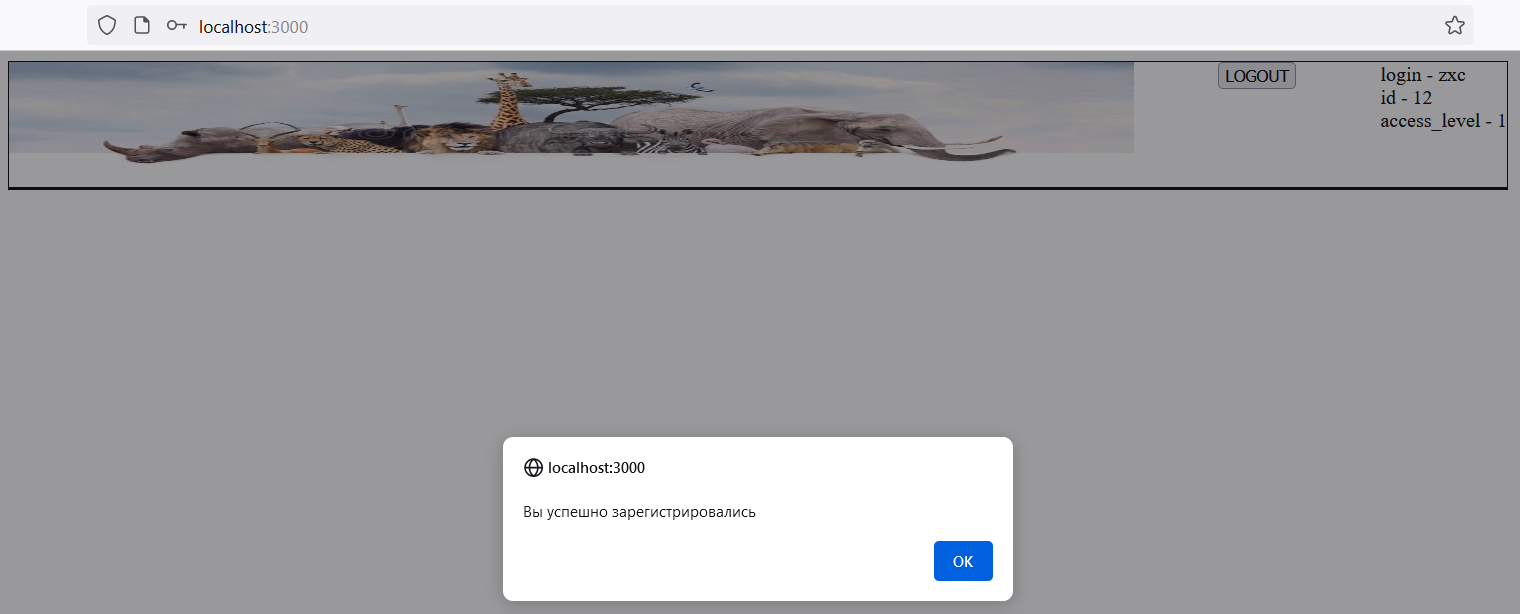 localhost:3000
LOGOUT
login - zxc
id - 12
access_level - 1
localhost:3000
Вы успешно зарегистрировались
OK